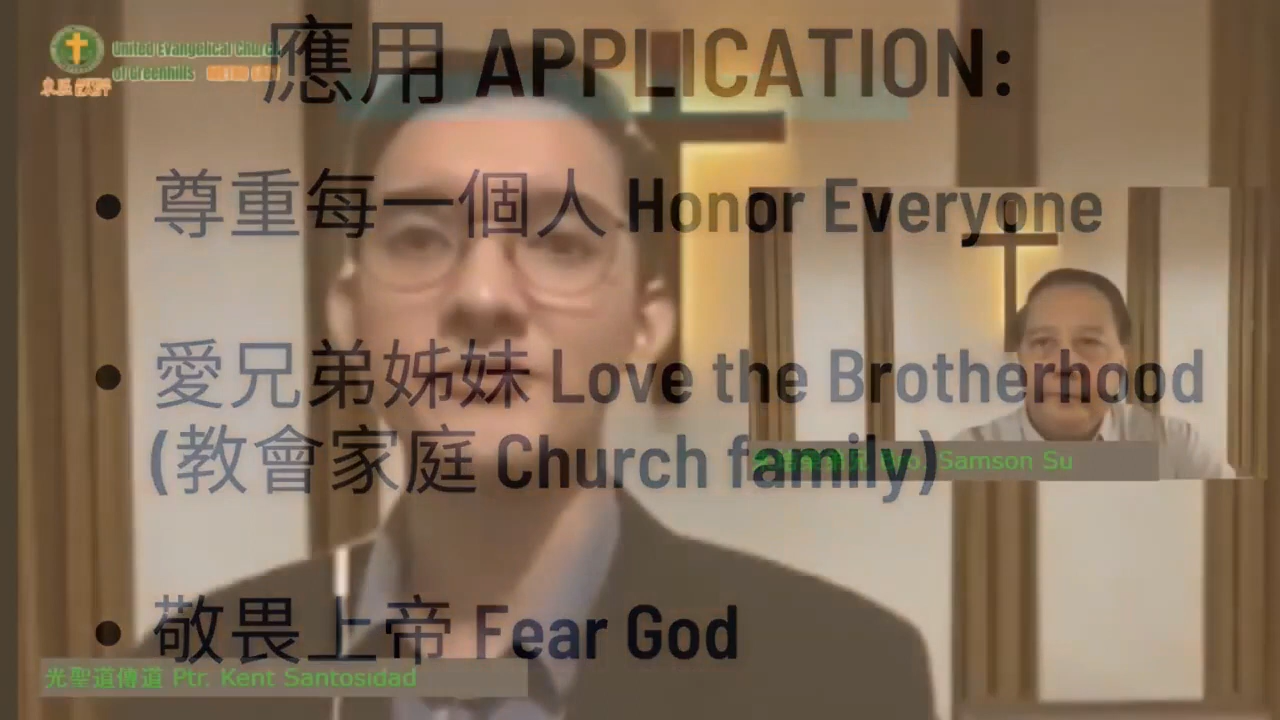 United Evangelical Church
of Greenhills
應用 APPLICATION:
• 尊重每一個人 Honor Everyone
• 愛兄弟姊妹 Love the Brotherhood
(教會家庭 Church family)
Bro. Samson Su
• 敬畏上帝 Fear God
光聖道傳道 Ptr. Kent Santosidad